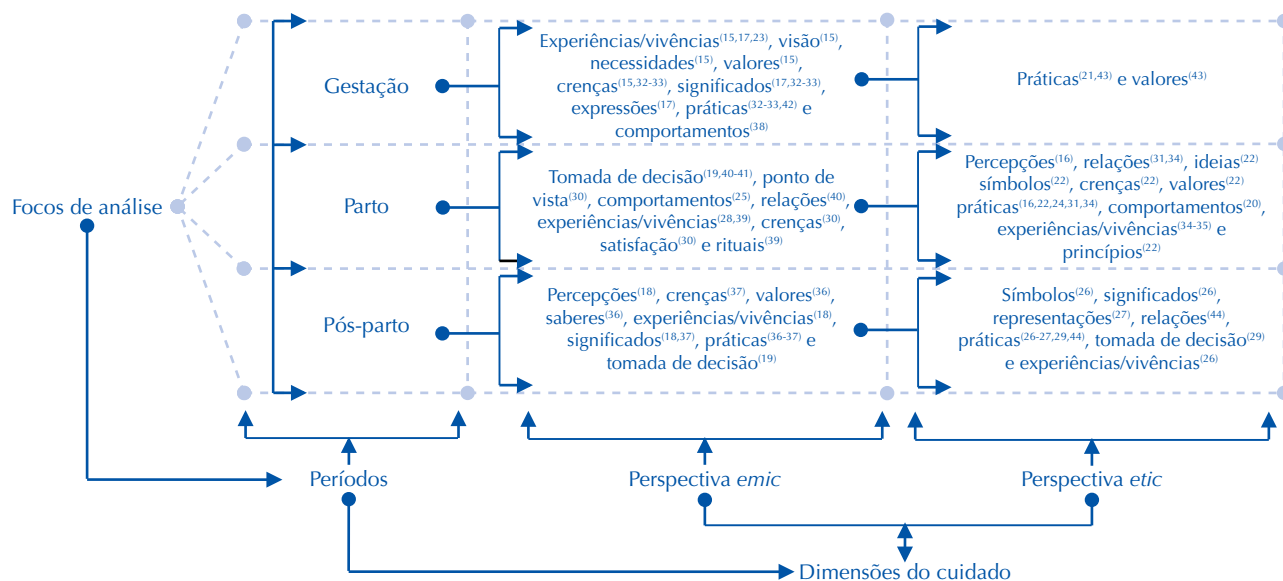 Focos de análise
Gestação
Experiências/vivências(15,17,23), visão(15),
necessidades(15), valores(15),
crenças(15,32-33), significados(17,32-33),
expressões(17), práticas(32-33,42) e
comportamentos(38)
Práticas(21,43) e valores(43)
Parto
Tomada de decisão(19,40-41), ponto de
vista(30), comportamentos(25), relações(40),
experiências/vivências(28,39), crenças(30),
satisfação(30) e rituais(39)
Percepções(16), relações(31,34), ideias(22)
símbolos(22), crenças(22), valores(22)
práticas(16,22,24,31,34), comportamentos(20),
experiências/vivências(34-35) e
princípios(22)
Pós-parto
Percepções(18), crenças(37), valores(36),
saberes(36), experiências/vivências(18),
significados(18,37), práticas(36-37) e
tomada de decisão(19)
Símbolos(26), significados(26),
representações(27), relações(44),
práticas(26-27,29,44), tomada de decisão(29)
e experiências/vivências(26)
Períodos
Perspectiva emic
Perspectiva etic
Dimensões do cuidado